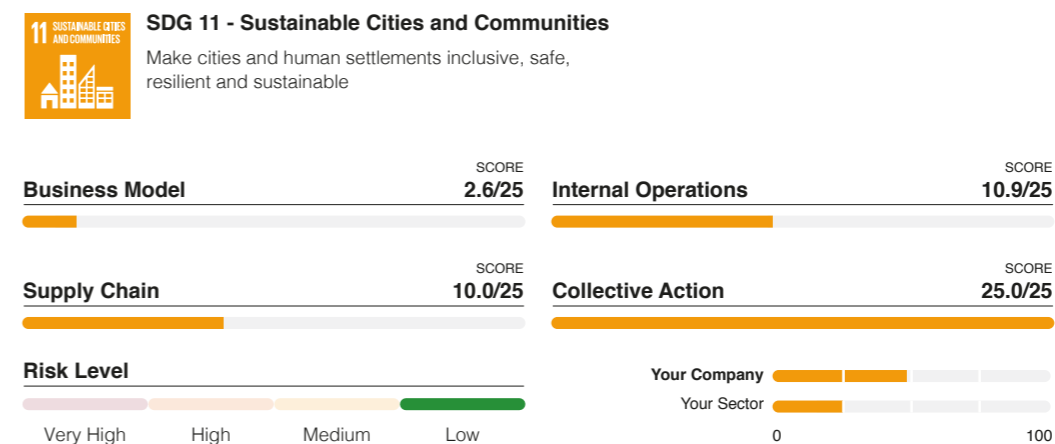 11 SUSTAINABLE CITIES
AND COMMUNITIES
SDG 11 - Sustainable Cities and Communities
Make cities and human settlements inclusive, safe,
resilient and sustainable
SCORE
Business Model 2.6/25
SCORE
Internal Operations 10.9/25
SCORE
Supply Chain 10.0/25
SCORE
Collective Action 25.0/25
Risk Level
Very High High Medium Low
Your Company
Your Sector
0 100